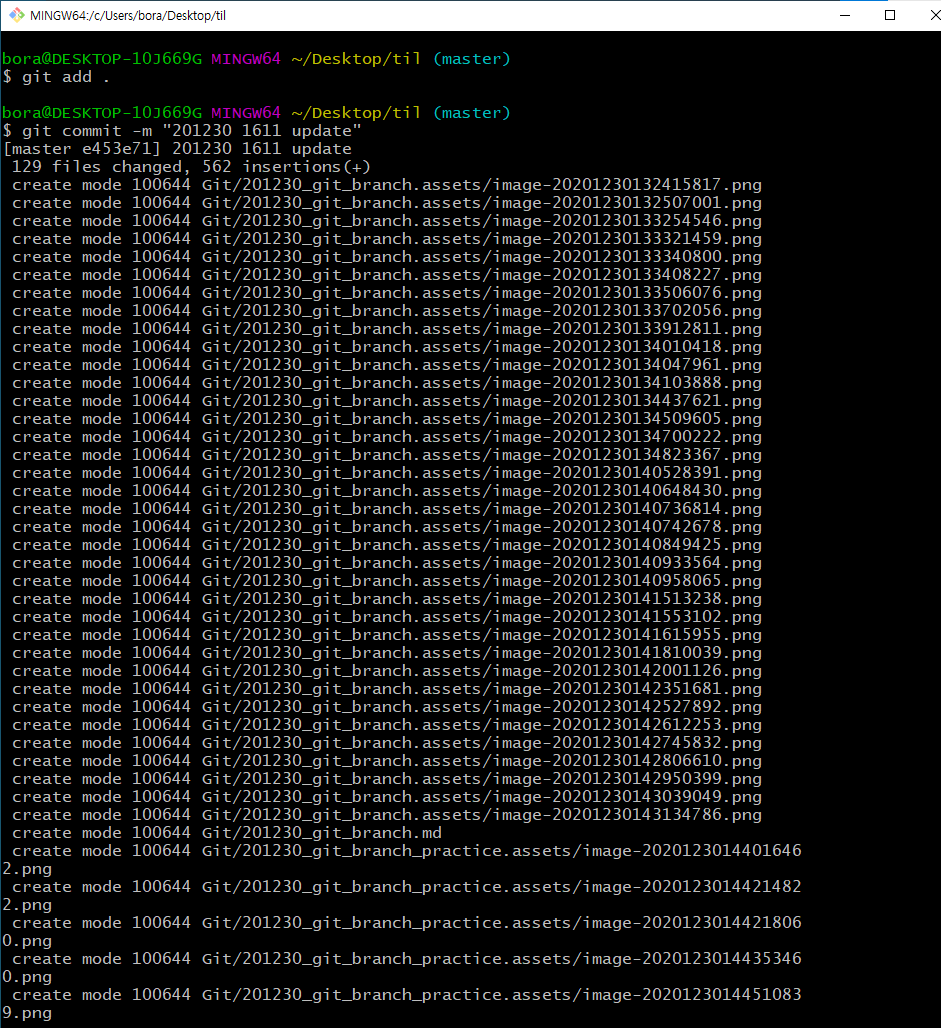 MINGW64:/c/Users/bora/Desktop/til
bora@DESKTOP-1OJ669G MINGW64 ~/Desktop/til (master)
$ git add .
bora@DESKTOP-1OJ669G MINGW64 ~/Desktop/til (master)
$ git commit -m "201230 1611 update"
[master e453e71] 201230 1611 update
 129 files changed, 562 insertions(+)
 create mode 100644 Git/201230_git_branch.assets/image-20201230132415817.png
 create mode 100644 Git/201230_git_branch.assets/image-20201230132507001.png
 create mode 100644 Git/201230_git_branch.assets/image-20201230133254546.png
 create mode 100644 Git/201230_git_branch.assets/image-20201230133321459.png
 create mode 100644 Git/201230_git_branch.assets/image-20201230133340800.png
 create mode 100644 Git/201230_git_branch.assets/image-20201230133408227.png
 create mode 100644 Git/201230_git_branch.assets/image-20201230133506076.png
 create mode 100644 Git/201230_git_branch.assets/image-20201230133702056.png
 create mode 100644 Git/201230_git_branch.assets/image-20201230133912811.png
 create mode 100644 Git/201230_git_branch.assets/image-20201230134010418.png
 create mode 100644 Git/201230_git_branch.assets/image-20201230134047961.png
 create mode 100644 Git/201230_git_branch.assets/image-20201230134103888.png
 create mode 100644 Git/201230_git_branch.assets/image-20201230134437621.png
 create mode 100644 Git/201230_git_branch.assets/image-20201230134509605.png
 create mode 100644 Git/201230_git_branch.assets/image-20201230134700222.png
 create mode 100644 Git/201230_git_branch.assets/image-20201230134823367.png
 create mode 100644 Git/201230_git_branch.assets/image-20201230140528391.png
 create mode 100644 Git/201230_git_branch.assets/image-20201230140648430.png
 create mode 100644 Git/201230_git_branch.assets/image-20201230140736814.png
 create mode 100644 Git/201230_git_branch.assets/image-20201230140742678.png
 create mode 100644 Git/201230_git_branch.assets/image-20201230140849425.png
 create mode 100644 Git/201230_git_branch.assets/image-20201230140933564.png
 create mode 100644 Git/201230_git_branch.assets/image-20201230140958065.png
 create mode 100644 Git/201230_git_branch.assets/image-20201230141513238.png
 create mode 100644 Git/201230_git_branch.assets/image-20201230141553102.png
 create mode 100644 Git/201230_git_branch.assets/image-20201230141615955.png
 create mode 100644 Git/201230_git_branch.assets/image-20201230141810039.png
 create mode 100644 Git/201230_git_branch.assets/image-20201230142001126.png
 create mode 100644 Git/201230_git_branch.assets/image-20201230142351681.png
 create mode 100644 Git/201230_git_branch.assets/image-20201230142527892.png
 create mode 100644 Git/201230_git_branch.assets/image-20201230142612253.png
 create mode 100644 Git/201230_git_branch.assets/image-20201230142745832.png
 create mode 100644 Git/201230_git_branch.assets/image-20201230142806610.png
 create mode 100644 Git/201230_git_branch.assets/image-20201230142950399.png
 create mode 100644 Git/201230_git_branch.assets/image-20201230143039049.png
 create mode 100644 Git/201230_git_branch.assets/image-20201230143134786.png
 create mode 100644 Git/201230_git_branch.md
 create mode 100644 Git/201230_git_branch_practice.assets/image-2020123014401646
2.png
 create mode 100644 Git/201230_git_branch_practice.assets/image-2020123014421482
2.png
 create mode 100644 Git/201230_git_branch_practice.assets/image-2020123014421806
0.png
 create mode 100644 Git/201230_git_branch_practice.assets/image-2020123014435346
0.png
 create mode 100644 Git/201230_git_branch_practice.assets/image-2020123014451083
9.png